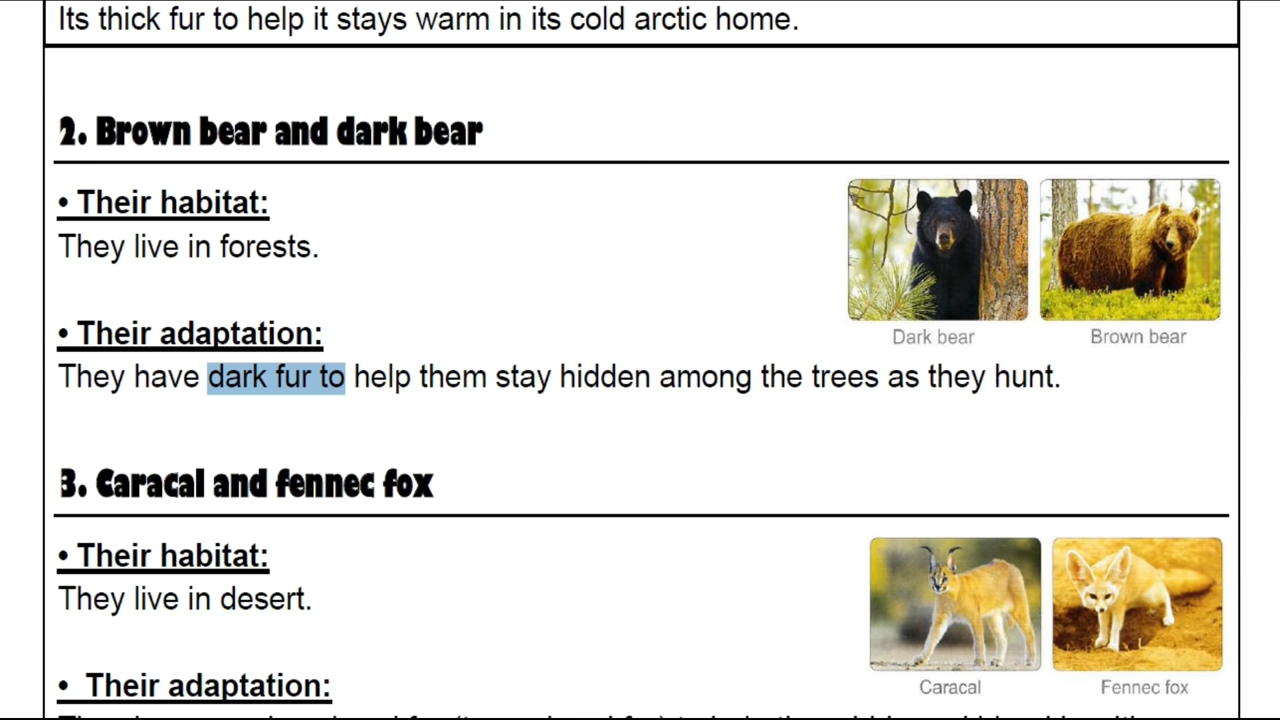 Its thick fur to help it stays warm in its cold arctic home.
2. Brown bear and dark bear
• Their habitat:
They live in forests.
Dark bear
Brown bear
• Their adaptation:
They have dark fur to help them stay hidden among the trees as they hunt.
3. Caracal and fennec fox
• Their habitat:
They live in desert.
Caracal
Fennec fox
• Their adaptation: